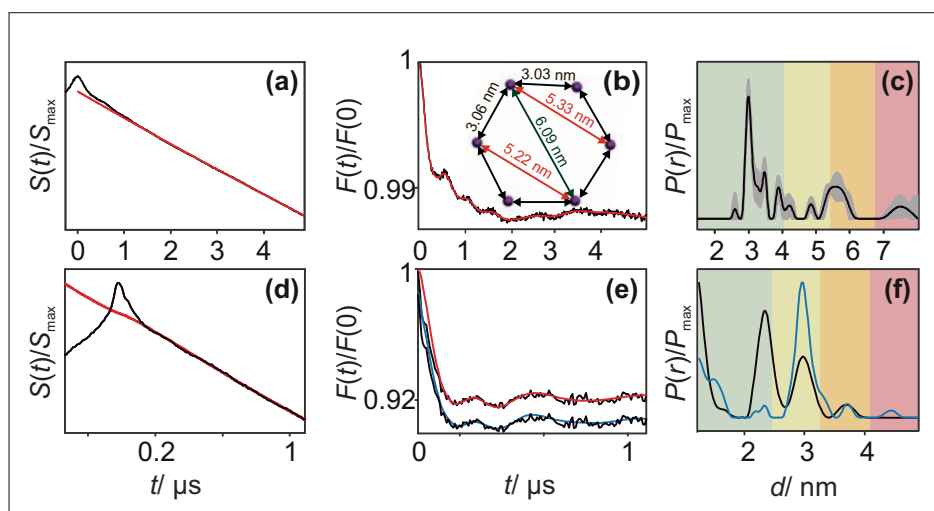 (a)
S(t)/Smax
0 1 2 3 4
(b)
F(t)/F(0)
1
0.99
3.03 nm
3.06 nm
5.33 nm
6.09 nm
5.22 nm
0 1 2 3 4
(c)
P(r)/Pmax
2 3 4 5 6 7
(d)
S(t)/Smax
0.2 1
t/ μs
(e)
F(t)/F(0)
1
0.92
0 1
t/ μs
(f)
P(r)/Pmax
2 3 4
d/ nm